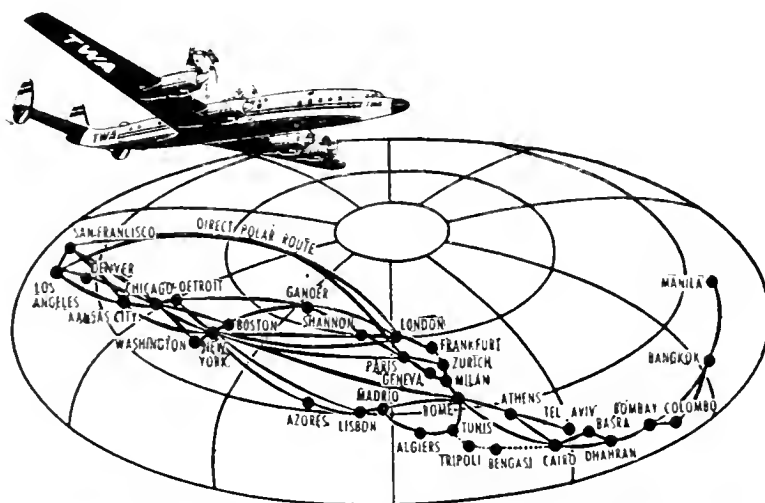 TWA
TWA
SAN FRANCISCO
DIRECT POLAR ROUTE
DENVER
LOS
ANGELES
CHICAGO
DETROIT
KANSAS CITY
GANDER
BOSTON
WASHINGTON
NEW
YORK
SHANNON
LONDON
FRANKFURT
PARIS
ZURICH
GENEVA
MILAN
MANILA
BANGKOK
MADRID
ROME
ATHENS
TEL AVIV
BOMBAY
COLOMBO
AZORES
LISBON
TUNIS
BASRA
ALGIERS
TRIPOLI
BENGASI
CAIRO
DHAHRAN